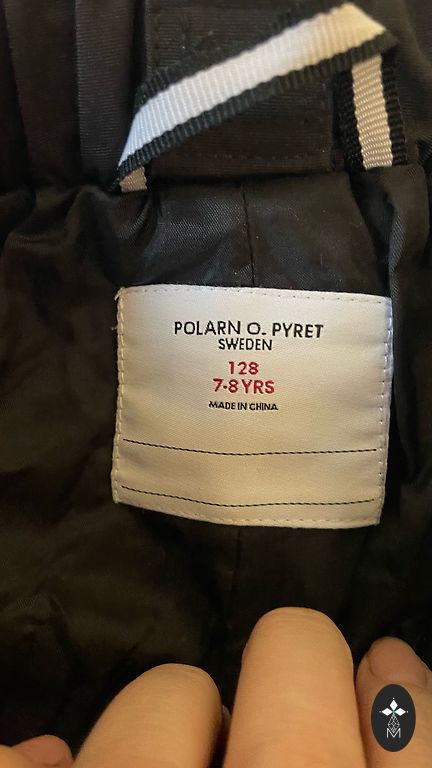 POLARN O. PYRET
SWEDEN
128
7-8 YRS
MADE IN CHINA
M